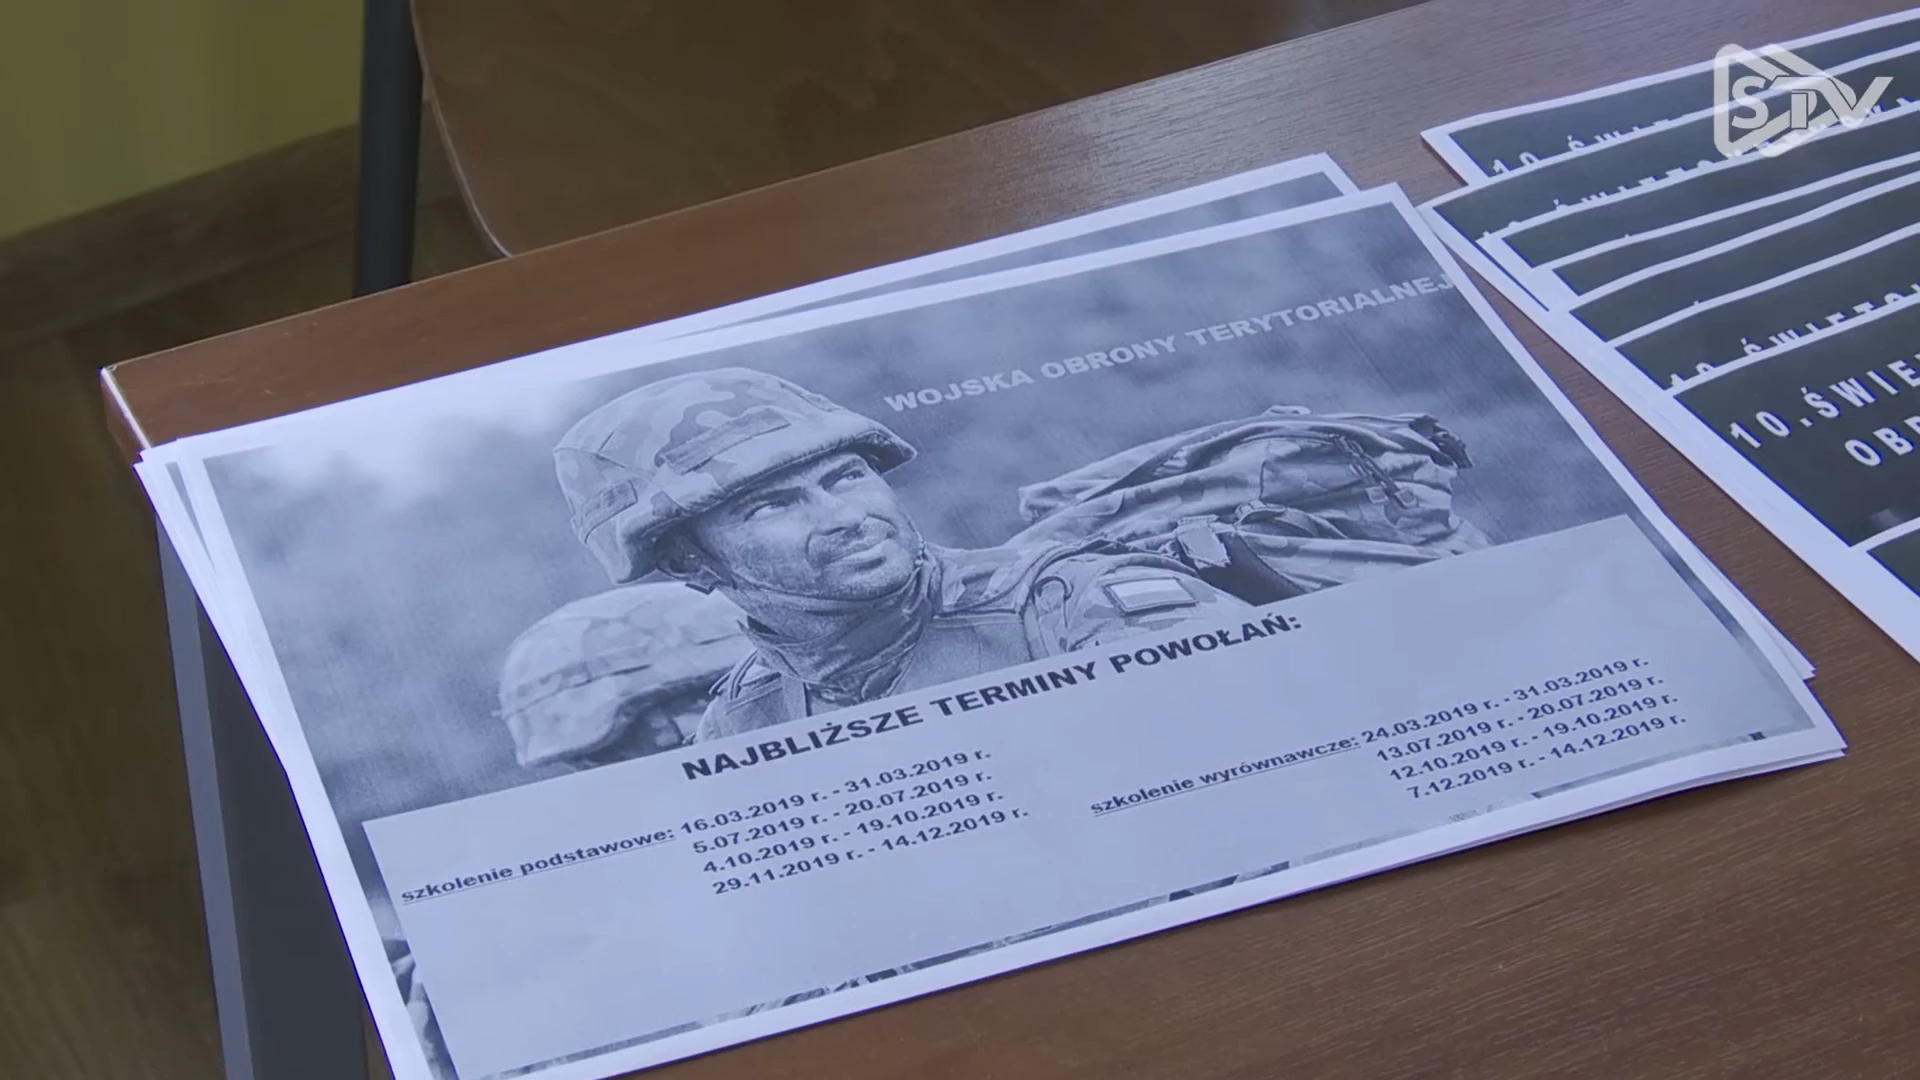 STV
WOJSKA OBRONY TERYTORIALNEJ
NAJBLIŻSZE TERMINY POWOŁAŃ:
szkolenie podstawowe: 16.03.2019 r. - 31.03.2019 r.
5.07.2019 r. - 20.07.2019 r.
4.10.2019 r. - 19.10.2019 r.
29.11.2019 r. - 14.12.2019 r.
szkolenie wyrównawcze: 24.03.2019 r. - 31.03.2019 r.
13.07.2019 r. - 20.07.2019 r.
12.10.2019 r. - 19.10.2019 r.
7.12.2019 r. - 14.12.2019 r.
10.ŚWIĘ